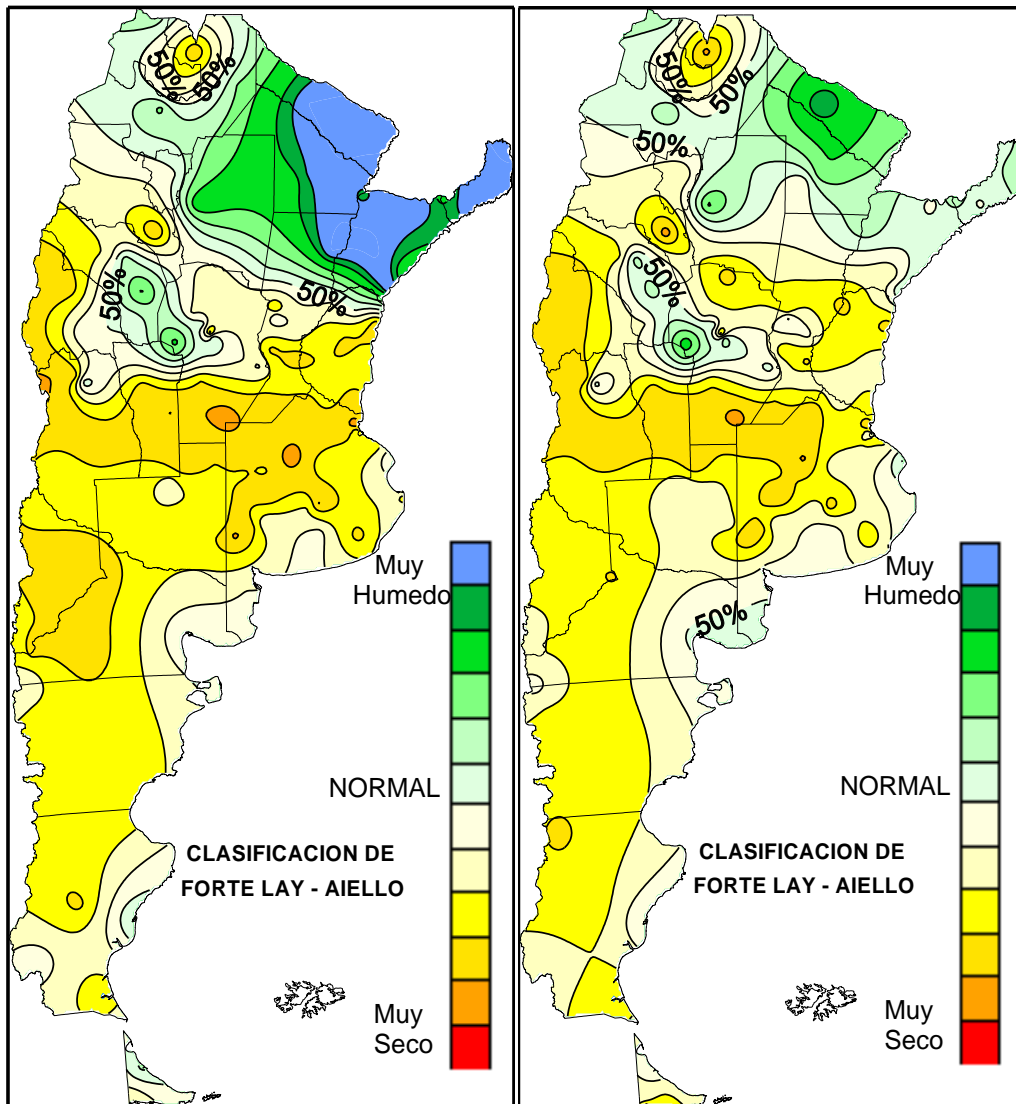 50%
50%
50%
50%
Muy
Humedo
NORMAL
CLASIFICACION DE
FORTE LAY - AIELLO
Muy
Seco
50%
50%
50%
50%
50%
Muy
Humedo
NORMAL
CLASIFICACION DE
FORTE LAY - AIELLO
Muy
Seco